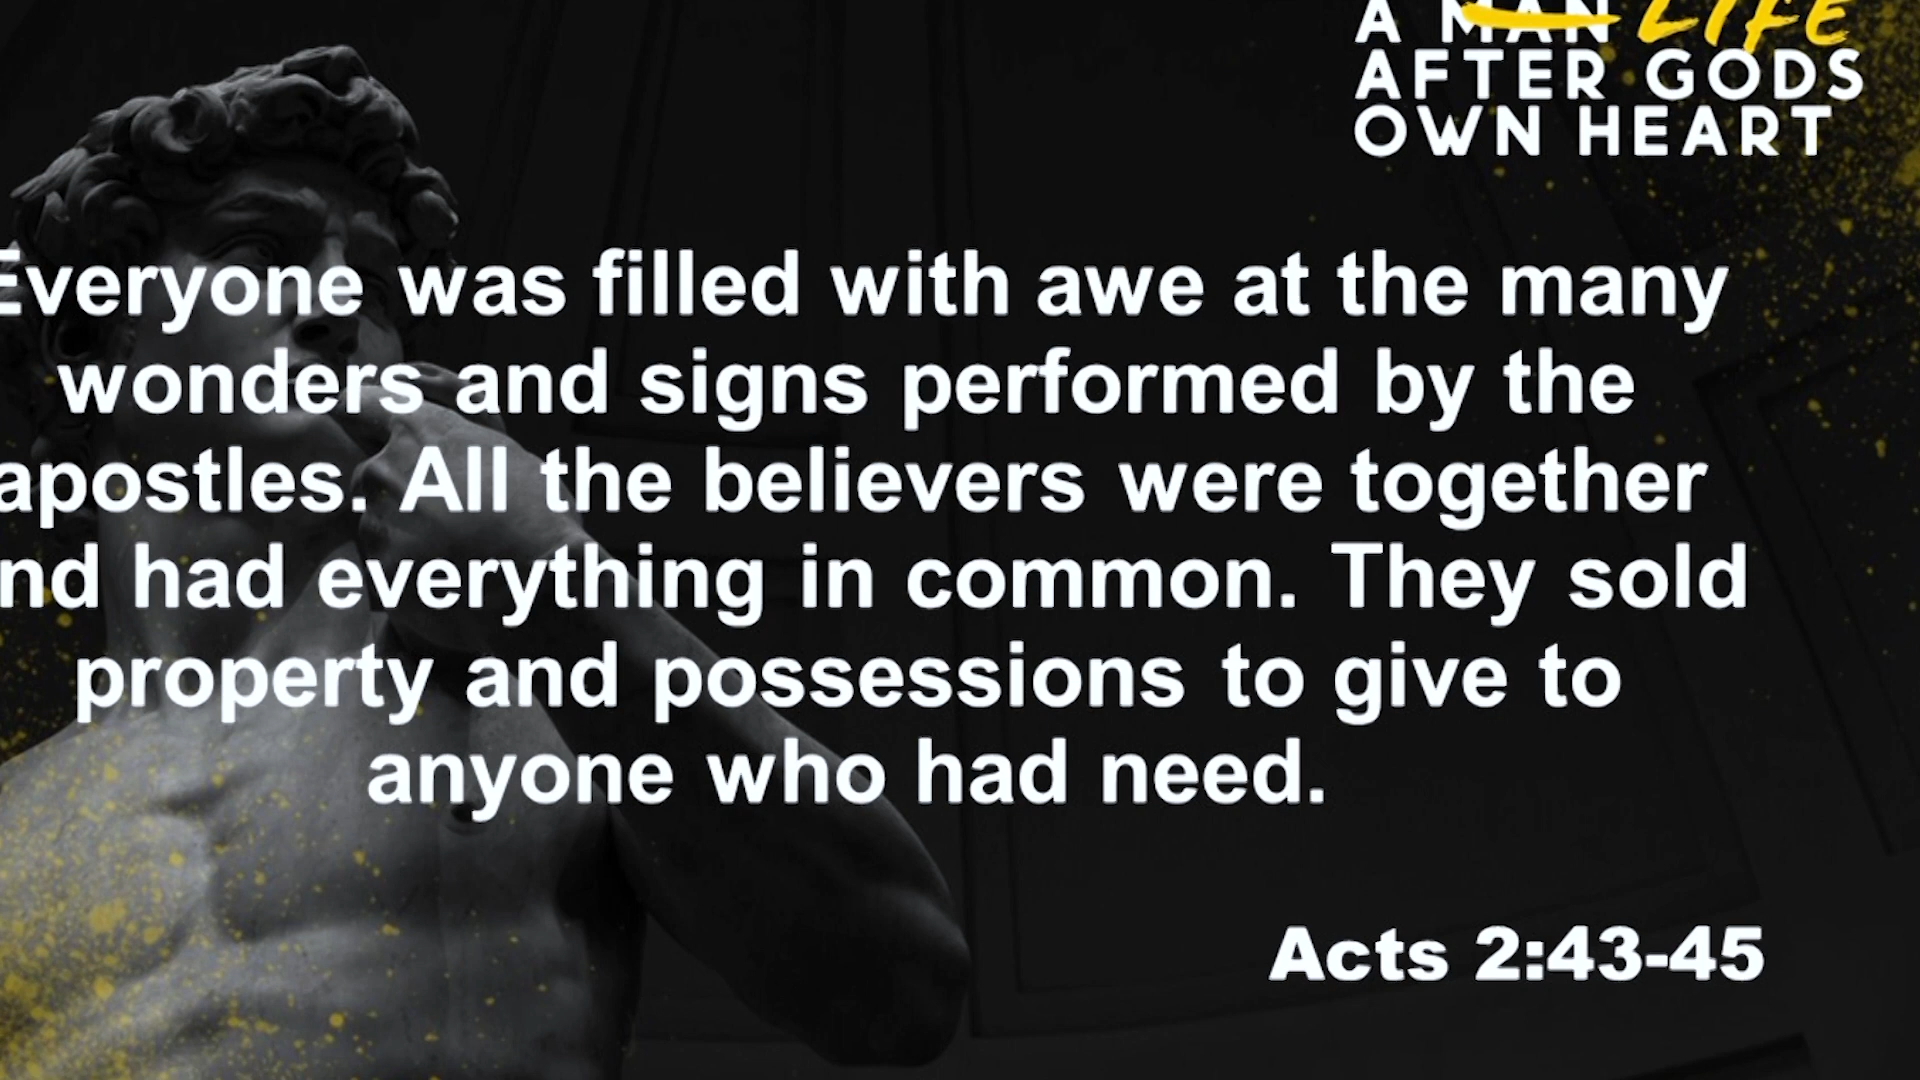 A MAN LIFE
AFTER GODS
OWN HEART
Everyone was filled with awe at the many
wonders and signs performed by the
apostles. All the believers were together
nd had everything in common. They sold
property and possessions to give to
anyone who had need.
Acts 2:43-45